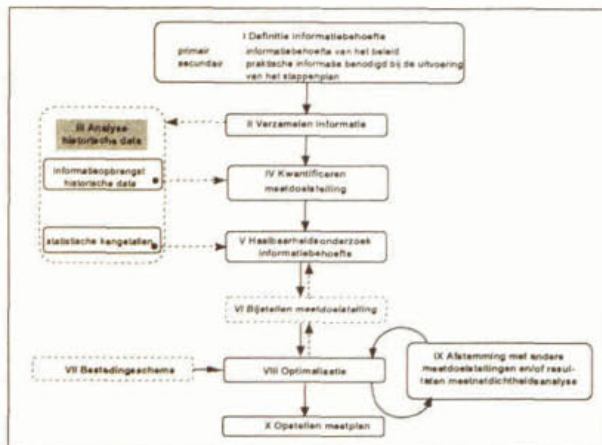 I Definitie informatiebehoefte
primair informatiebehoefte van het beleid
secundair praktische informatie benodigd bij de uitvoering
van het stappenplan
III Analyse
historische data
II Verzamelen informatie
informatieopbrengst
historische data
IV Kwantificeren
meetdoelstelling
statistische kengetallen
V Haalbaarheidsonderzoek
informatiebehoefte
VI Bijstellen meetdoelstelling
VII Bestedingsschema
VIII Optimalisatie
IX Afstemming met andere
meetdoelstellingen en/of resul-
taten meetnetdichtheidsanalyse
X Opstellen meetplan